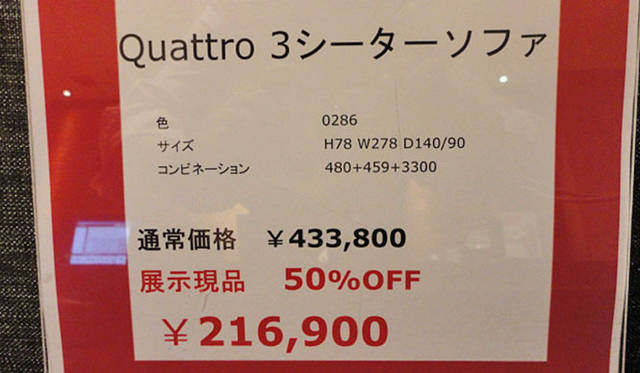 Quattro 3シーターソファ
色 0286
サイズ H78 W278 D140/90
コンビネーション 480+459+3300
通常価格 ￥433,800
展示現品 50%OFF
￥216,900